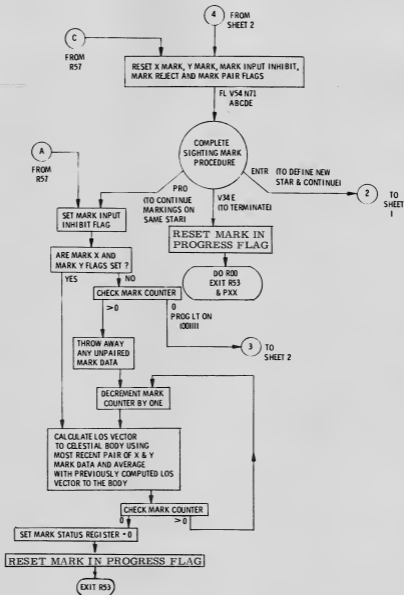 4
FROM
SHEET 2
C
FROM
R57
RESET X MARK, Y MARK, MARK INPUT INHIBIT,
MARK REJECT AND MARK PAIR FLAGS
FL V54 N71
ABCDE
A
FROM
R57
COMPLETE
SIGHTING MARK
PROCEDURE
ENTR (TO DEFINE NEW
STAR & CONTINUE)
2
TO
SHEET
1
PRO
(TO CONTINUE
MARKINGS ON
SAME STAR)
V34 E
(TO TERMINATE)
SET MARK INPUT
INHIBIT FLAG
RESET MARK IN
PROGRESS FLAG
DO R00
EXIT R53
& PXX
ARE MARK X AND
MARK Y FLAGS SET ?
YES
NO
CHECK MARK COUNTER
>0
0
PROG LT ON
3
TO
SHEET 2
THROW AWAY
ANY UNPAIRED
MARK DATA
DECREMENT MARK
COUNTER BY ONE
CALCULATE LOS VECTOR
TO CELESTIAL BODY USING
MOST RECENT PAIR OF X & Y
MARK DATA AND AVERAGE
WITH PREVIOUSLY COMPUTED LOS
VECTOR TO THE BODY
CHECK MARK COUNTER
0
>0
SET MARK STATUS REGISTER = 0
RESET MARK IN PROGRESS FLAG
EXIT R53